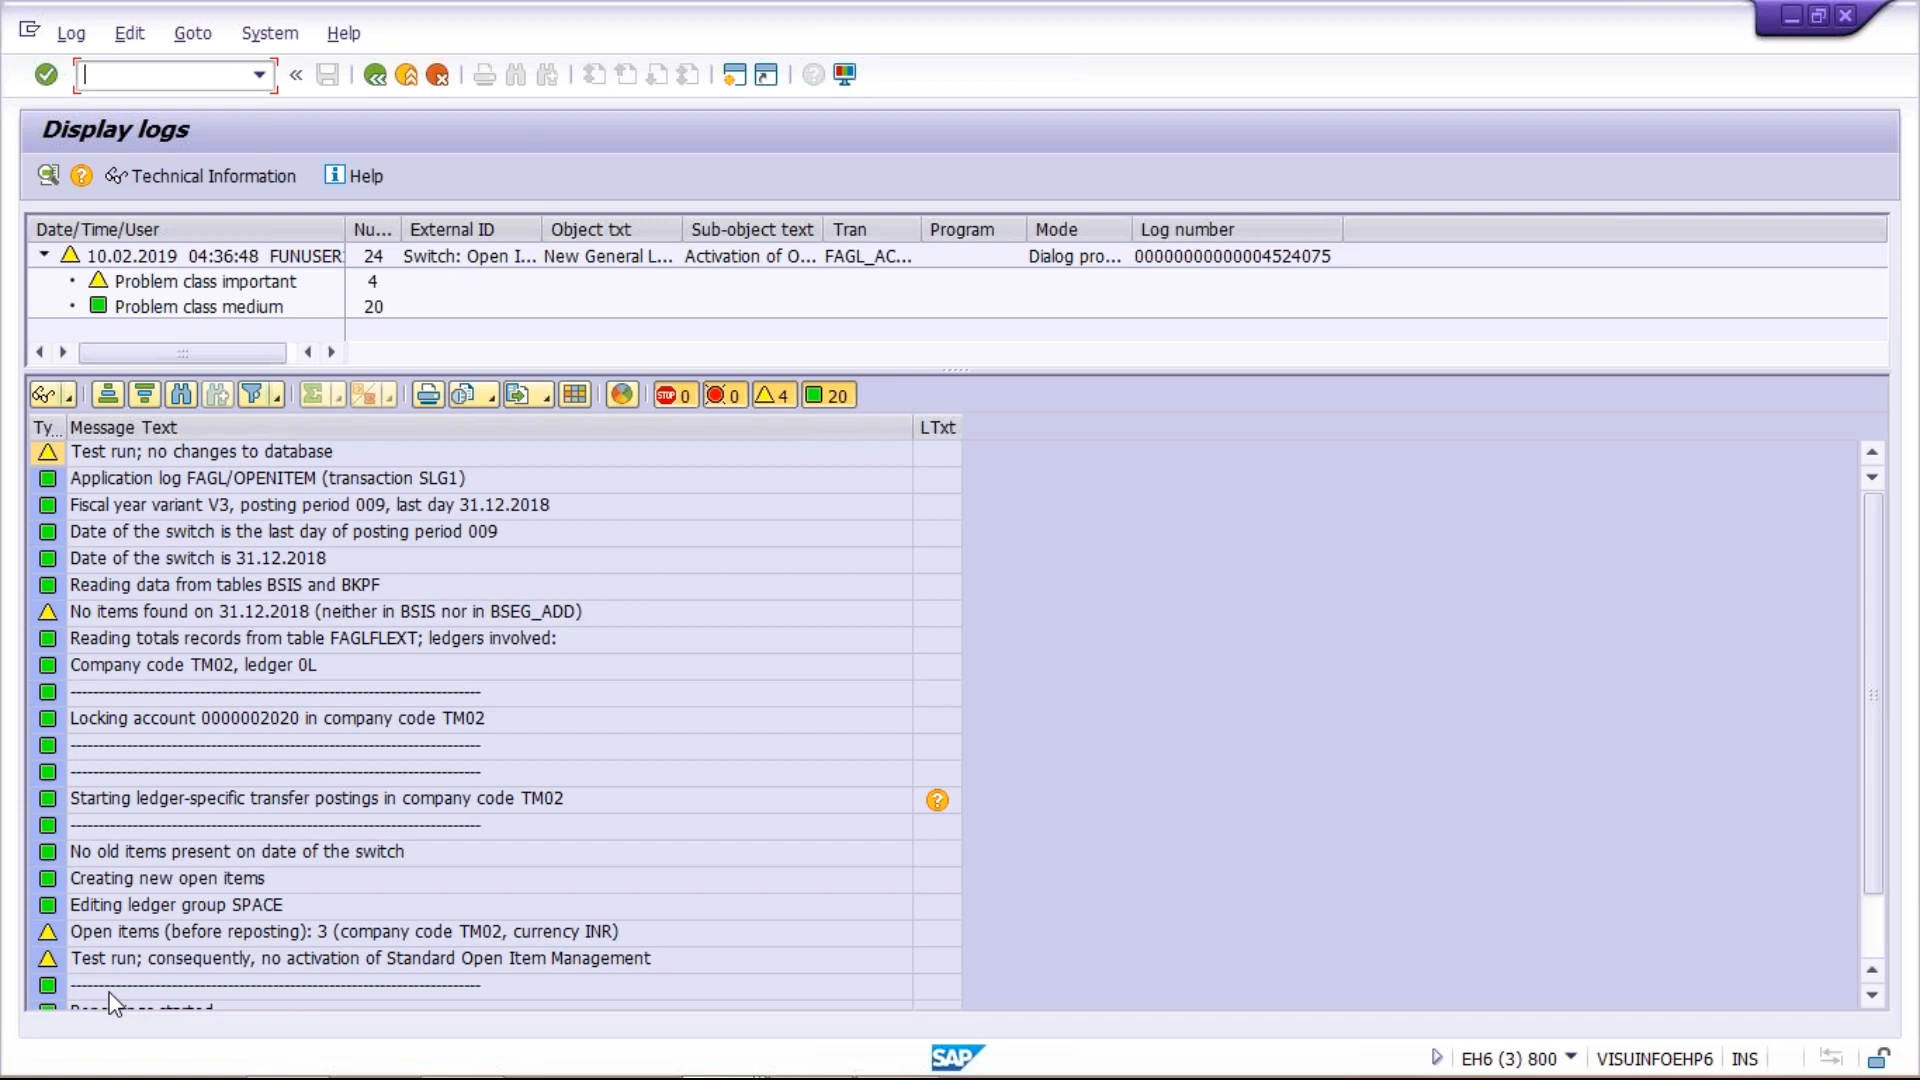 Log Edit Goto System Help
Display logs
Technical Information Help
Date/Time/User Nu... External ID Object txt Sub-object text Tran Program Mode Log number
10.02.2019 04:36:48 FUNUSER 24 Switch: Open I... New General L... Activation of O... FAGL_AC... Dialog pro... 00000000000004524075
Problem class important 4
Problem class medium 20
STOP 0 0 4 20
Ty... Message Text LTxt
Test run; no changes to database
Application log FAGL/OPENITEM (transaction SLG1)
Fiscal year variant V3, posting period 009, last day 31.12.2018
Date of the switch is the last day of posting period 009
Date of the switch is 31.12.2018
Reading data from tables BSIS and BKPF
No items found on 31.12.2018 (neither in BSIS nor in BSEG_ADD)
Reading totals records from table FAGLFLEXT; ledgers involved:
Company code TM02, ledger 0L
Locking account 0000002020 in company code TM02
Starting ledger-specific transfer postings in company code TM02
No old items present on date of the switch
Creating new open items
Editing ledger group SPACE
Open items (before reposting): 3 (company code TM02, currency INR)
Test run; consequently, no activation of Standard Open Item Management
SAP EH6 (3) 800 VISUINFOEHP6 INS